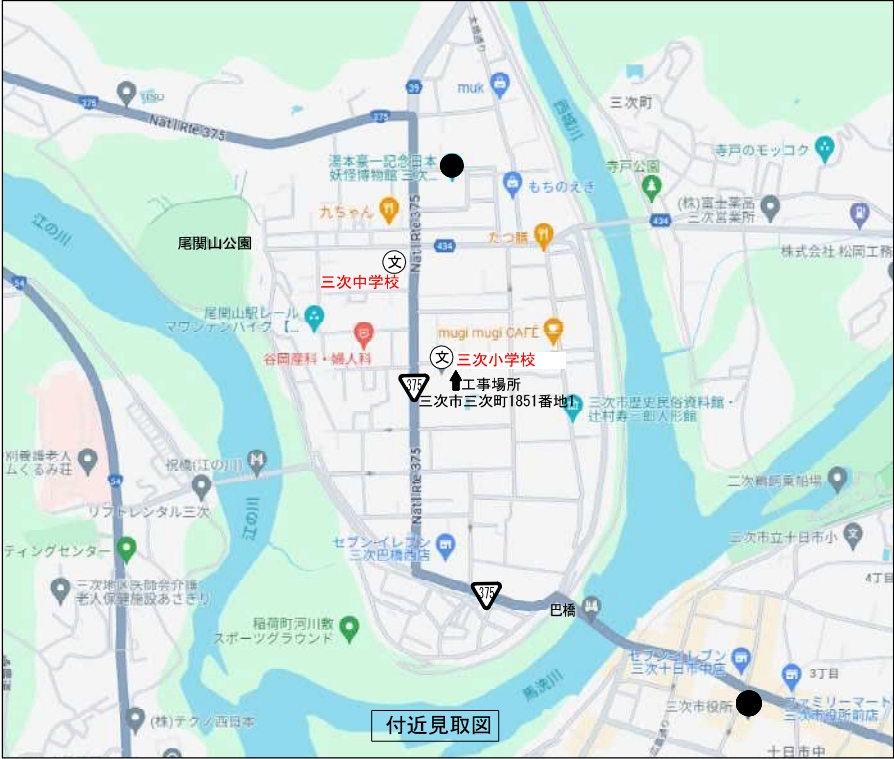 39
muk
三次町
375
375
Nat'l Rte 375
西城川
寺戸のモッコク
湯本豪一記念日本
妖怪博物館 三次...
寺戸公園
もちのえき
(株)富士薬品
三次営業所
九ちゃん
Nat'l Rte 375
434
江の川
尾関山公園
434
たつ膳
株式会社 松岡工務
文
三次中学校
54
尾関山駅レール
マウンテンバイク 【...
mugi mugi CAFÉ
谷岡産科・婦人科
文
三次小学校
375
工事場所
三次市三次町1851番地1
三次市歴史民俗資料館・
辻村寿三郎人形館
刈養護老人
ムくるみ荘
祝橋(江の川)
54
Nat'l Rte 375
リフトレンタル三次
江の川
三次市立十日市小
文
ティングセンター
セブン-イレブン
三次巴橋西店
三次地区医師会介護
老人保健施設あさぎり
4丁目
375
巴橋
稲荷町河川敷
スポーツグラウンド
セブン-イレブン
三次十日市中店
3丁目
馬洗川
三次市役所
ファミリーマート
三次市役所前店
(株)テクノ西日本
付近見取図
十日市中